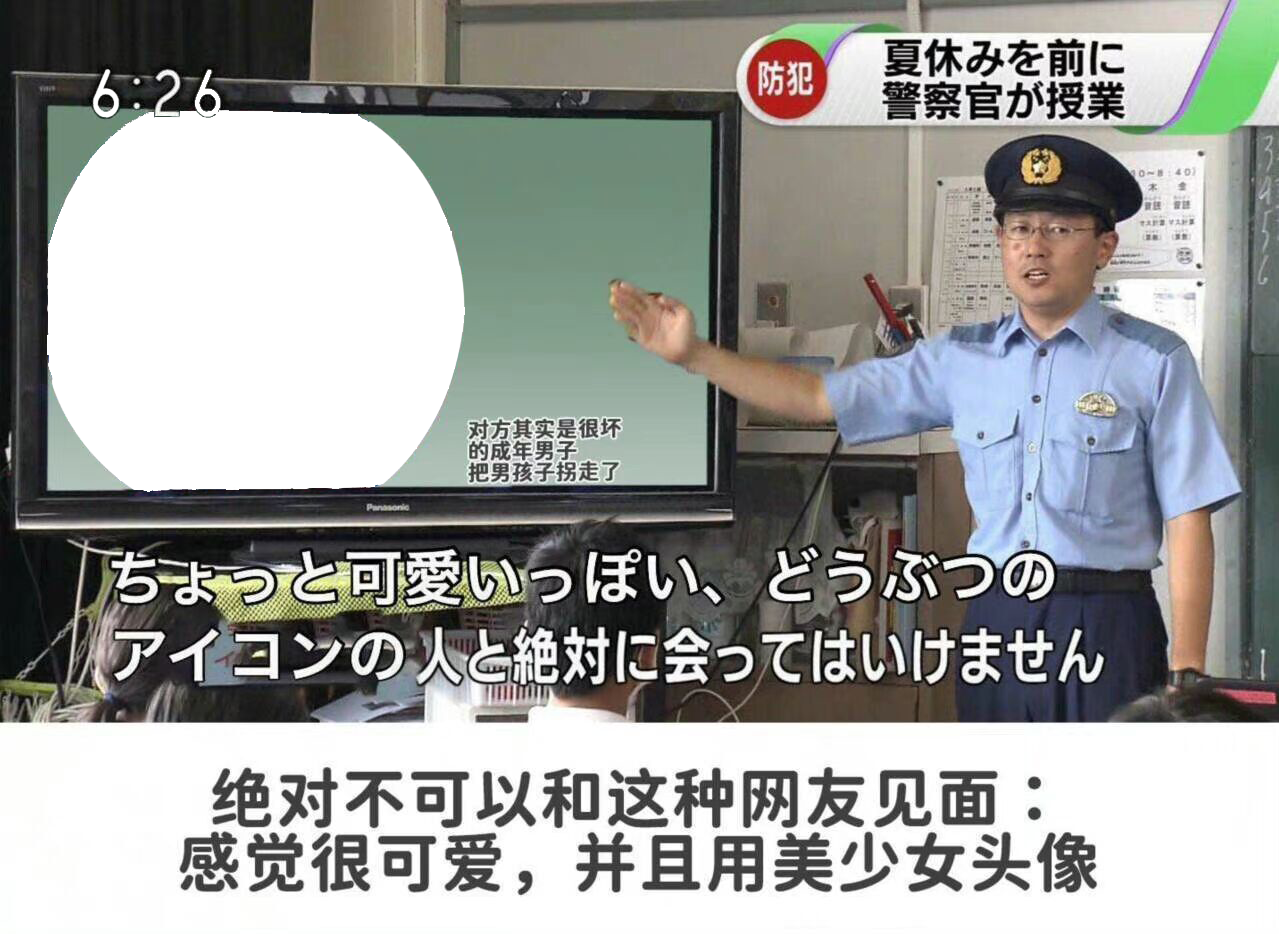 6:26
防犯
夏休みを前に
警察官が授業
对方其实是很坏
的成年男子
把男孩子拐走了
Panasonic
ちょっと可愛いっぽい、どうぶつの
アイコンの人と絶対に会ってはいけません
绝对不可以和这种网友见面：
感觉很可爱，并且用美少女头像